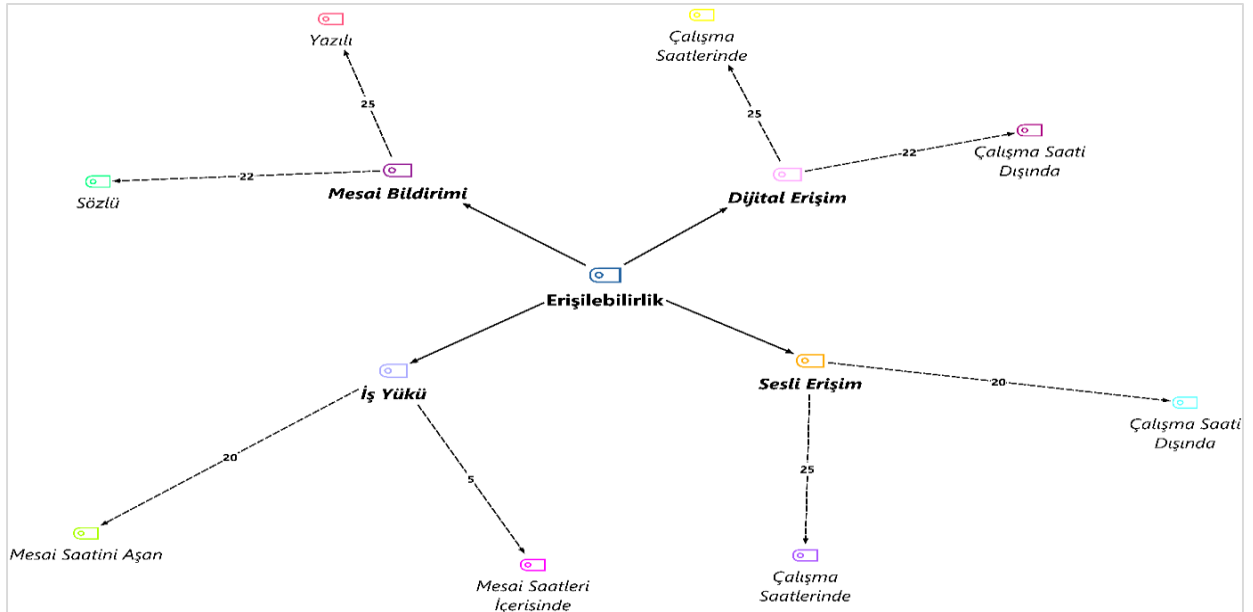 Yazılı
25
22
Sözlü
Mesai Bildirimi
Çalışma
Saatlerinde
25
22
Çalışma Saati
Dışında
Dijital Erişim
Erişilebilirlik
İş Yükü
20
5
Mesai Saatini Aşan
Mesai Saatleri
İçerisinde
Sesli Erişim
20
Çalışma Saati
Dışında
25
Çalışma
Saatlerinde